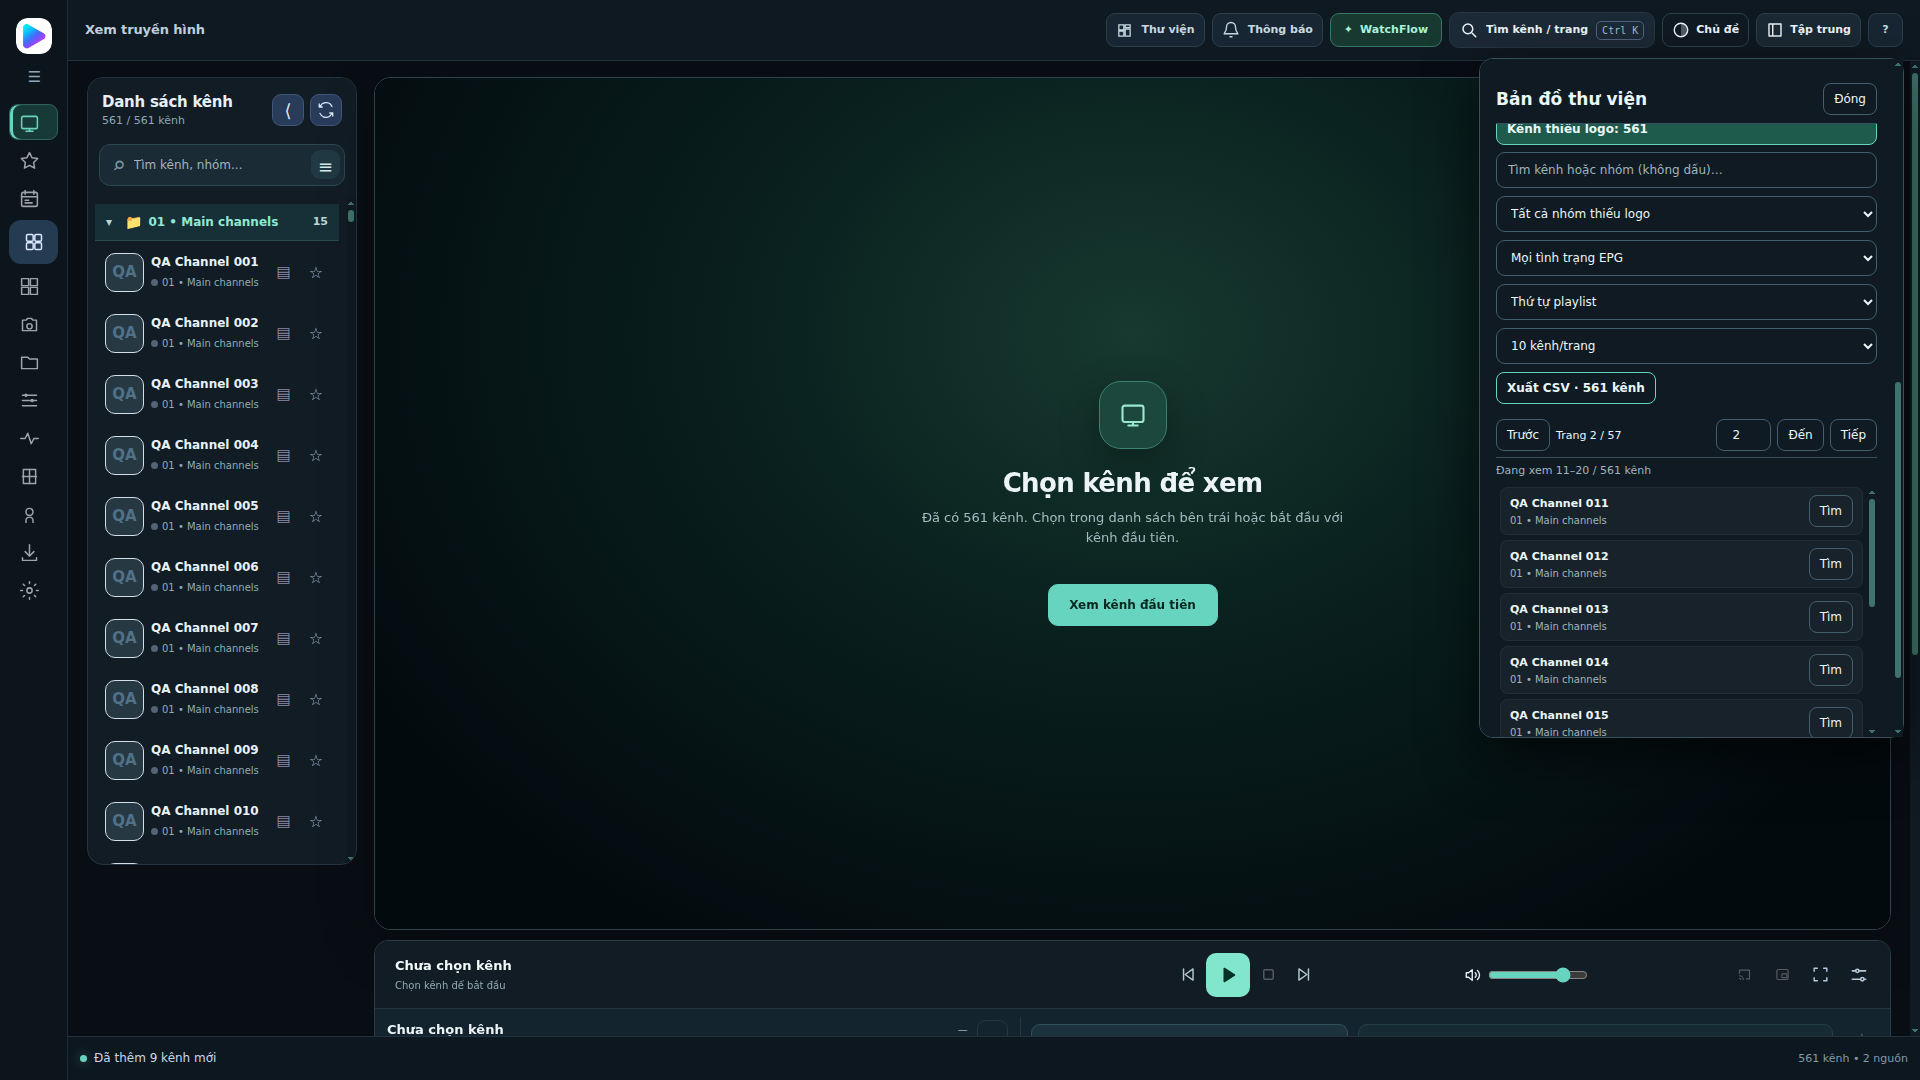 Xem truyền hình
Thư viện
Thông báo
✦ WatchFlow
Tìm kênh / trang Ctrl K
Chủ đề
Tập trung
?
Danh sách kênh
561 / 561 kênh
Tìm kênh, nhóm...
01 • Main channels 15
QA QA Channel 001
01 • Main channels
QA QA Channel 002
01 • Main channels
QA QA Channel 003
01 • Main channels
QA QA Channel 004
01 • Main channels
QA QA Channel 005
01 • Main channels
QA QA Channel 006
01 • Main channels
QA QA Channel 007
01 • Main channels
QA QA Channel 008
01 • Main channels
QA QA Channel 009
01 • Main channels
QA QA Channel 010
01 • Main channels
Chọn kênh để xem
Đã có 561 kênh. Chọn trong danh sách bên trái hoặc bắt đầu với
kênh đầu tiên.
Xem kênh đầu tiên
Bản đồ thư viện
Đóng
Kênh thiếu logo: 561
Tìm kênh hoặc nhóm (không dấu)...
Tất cả nhóm thiếu logo
Mọi tình trạng EPG
Thứ tự playlist
10 kênh/trang
Xuất CSV · 561 kênh
Trước Trang 2 / 57 2 Đến Tiếp
Đang xem 11–20 / 561 kênh
QA Channel 011
01 • Main channels
Tìm
QA Channel 012
01 • Main channels
Tìm
QA Channel 013
01 • Main channels
Tìm
QA Channel 014
01 • Main channels
Tìm
QA Channel 015
01 • Main channels
Tìm
Chưa chọn kênh
Chọn kênh để bắt đầu
Chưa chọn kênh
Đã thêm 9 kênh mới
561 kênh • 2 nguồn